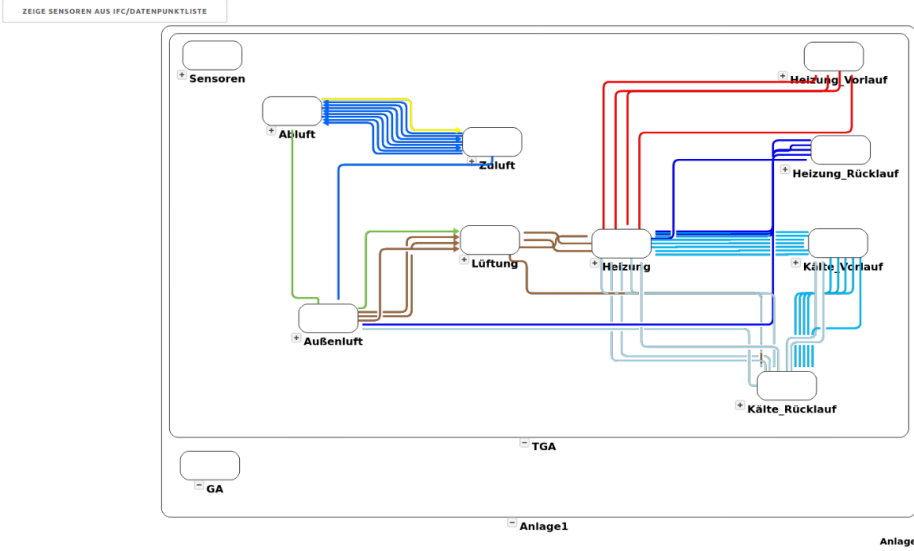 ZEIGE SENSOREN AUS IFC/DATENPUNKTLISTE
Sensoren
Heizung_Vorlauf
Abluft
Zuluft
Heizung_Rücklauf
Lüftung
Heizung
Kälte_Vorlauf
Außenluft
Kälte_Rücklauf
TGA
GA
Anlage1
Anlage